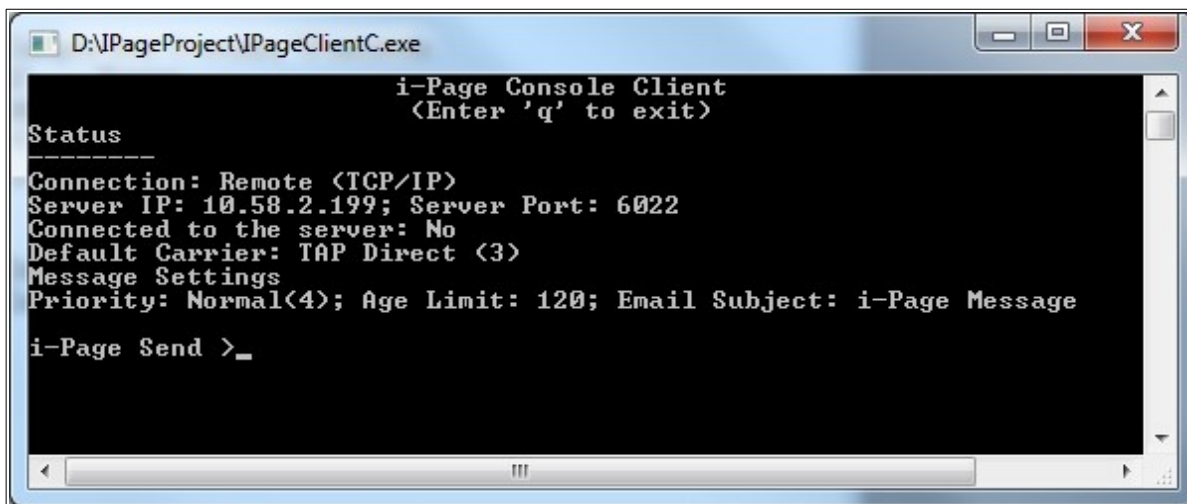 D:\IPageProject\IPageClientC.exe
i-Page Console Client
(Enter 'q' to exit)
Status
--------
Connection: Remote (TCP/IP)
Server IP: 10.58.2.199; Server Port: 6022
Connected to the server: No
Default Carrier: TAP Direct (3)
Message Settings
Priority: Normal(4); Age Limit: 120; Email Subject: i-Page Message
i-Page Send >_